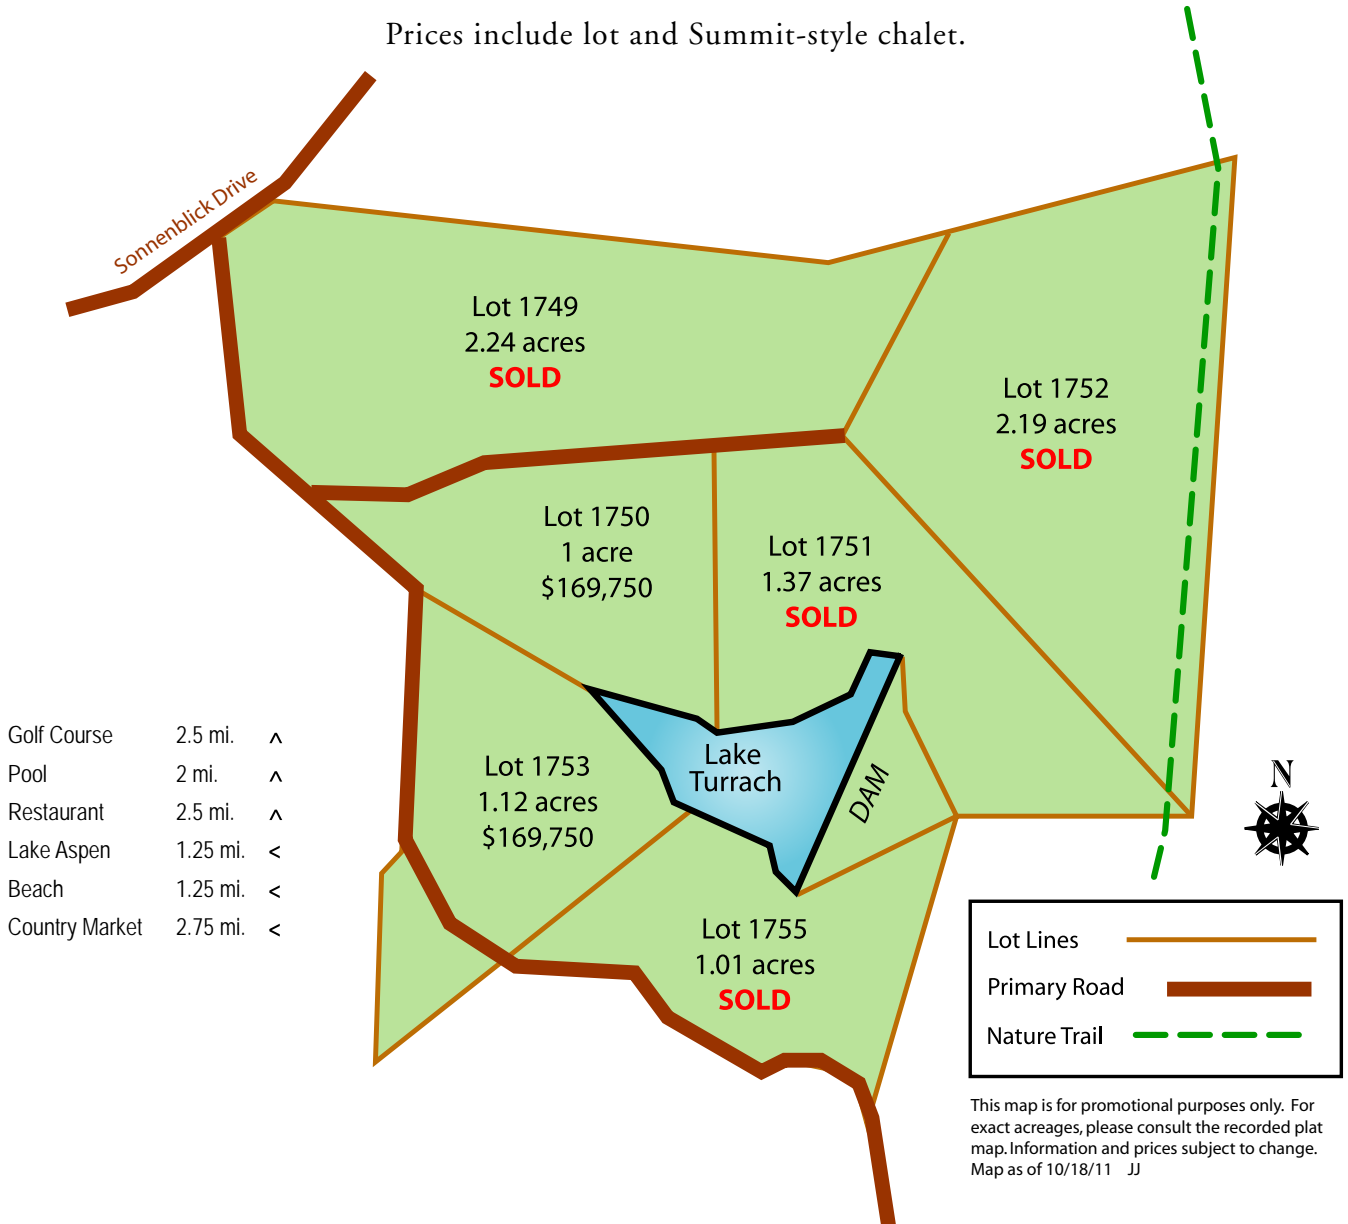 Prices include lot and Summit-style chalet.
Sonnenblick Drive
Lot 1749
2.24 acres
SOLD
Lot 1752
2.19 acres
SOLD
Lot 1750
1 acre
$169,750
Lot 1751
1.37 acres
SOLD
Lake
Turrach
DAM
Lot 1753
1.12 acres
$169,750
Golf Course 2.5 mi. ^
Pool 2 mi. ^
Restaurant 2.5 mi. ^
Lake Aspen 1.25 mi. <
Beach 1.25 mi. <
Country Market 2.75 mi. <
N
Lot 1755
1.01 acres
SOLD
Lot Lines
Primary Road
Nature Trail
This map is for promotional purposes only. For
exact acreages, please consult the recorded plat
map. Information and prices subject to change.
Map as of 10/18/11 JJ